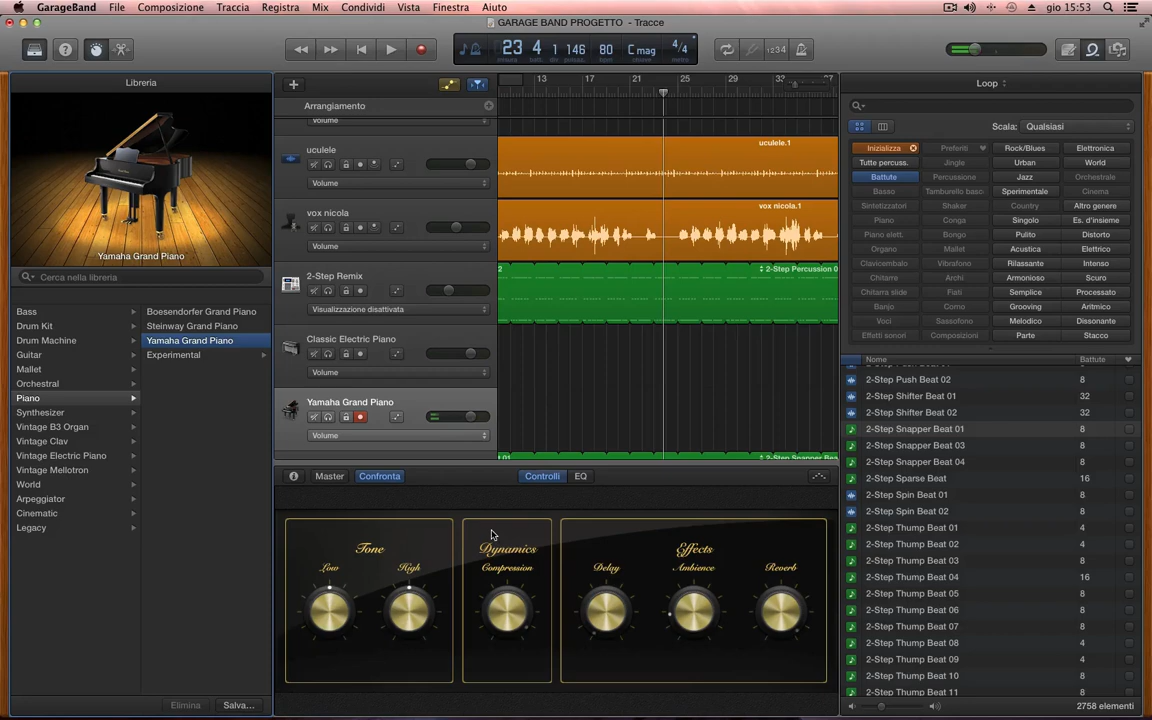 GarageBand File Composizione Traccia Registra Mix Condividi Vista Finestra Aiuto gio 15:53
GARAGE BAND PROGETTO - Tracce
23 4 1 146 80 C mag 4/4
1234
Libreria
Yamaha Grand Piano
Cerca nella libreria
Bass
Drum Kit
Drum Machine
Guitar
Mallet
Orchestral
Piano
Synthesizer
Vintage B3 Organ
Vintage Clav
Vintage Electric Piano
Vintage Mellotron
World
Arpeggiator
Cinematic
Legacy
Boesendorfer Grand Piano
Steinway Grand Piano
Yamaha Grand Piano
Experimental
Elimina Salva...
13 17 21 25 29 33 37
Arrangiamento
Volume
uculele
Volume
vox nicola
Volume
2-Step Remix
Visualizzazione disattivata
Classic Electric Piano
Volume
Yamaha Grand Piano
Volume
uculele.1
vox nicola.1
2 2-Step Percussion 0
01 2-Step Snapper Bea
Master Confronta Controlli EQ
Tone
Low High
Dynamics
Compression
Effects
Delay Ambience Reverb
Loop
Scala: Qualsiasi
Inizializza Preferiti Rock/Blues Elettronica
Tutte percuss. Jingle Urban World
Battute Percussione Jazz Orchestrale
Basso Tamburello basc Sperimentale Cinema
Sintetizzatori Shaker Country Altro genere
Piano Conga Singolo Es. d'insieme
Piano elett. Bongo Pulito Distorto
Organo Mallet Acustica Elettrico
Clavicembalo Vibrafono Rilassante Intenso
Chitarre Archi Armonioso Scuro
Chitarra slide Fiati Semplice Processato
Banjo Corno Grooving Aritmico
Voci Sassofono Melodico Dissonante
Effetti sonori Composizioni Parte Stacco
Nome Battute
2-Step Push Beat 02 8
2-Step Shifter Beat 01 32
2-Step Shifter Beat 02 32
2-Step Snapper Beat 01 8
2-Step Snapper Beat 03 8
2-Step Snapper Beat 04 8
2-Step Sparse Beat 16
2-Step Spin Beat 01 8
2-Step Spin Beat 02 8
2-Step Thump Beat 01 4
2-Step Thump Beat 02 4
2-Step Thump Beat 03 4
2-Step Thump Beat 04 16
2-Step Thump Beat 05 8
2-Step Thump Beat 06 8
2-Step Thump Beat 07 8
2-Step Thump Beat 08 4
2-Step Thump Beat 09 4
2-Step Thump Beat 10 8
2-Step Thump Beat 11 8
2758 elementi